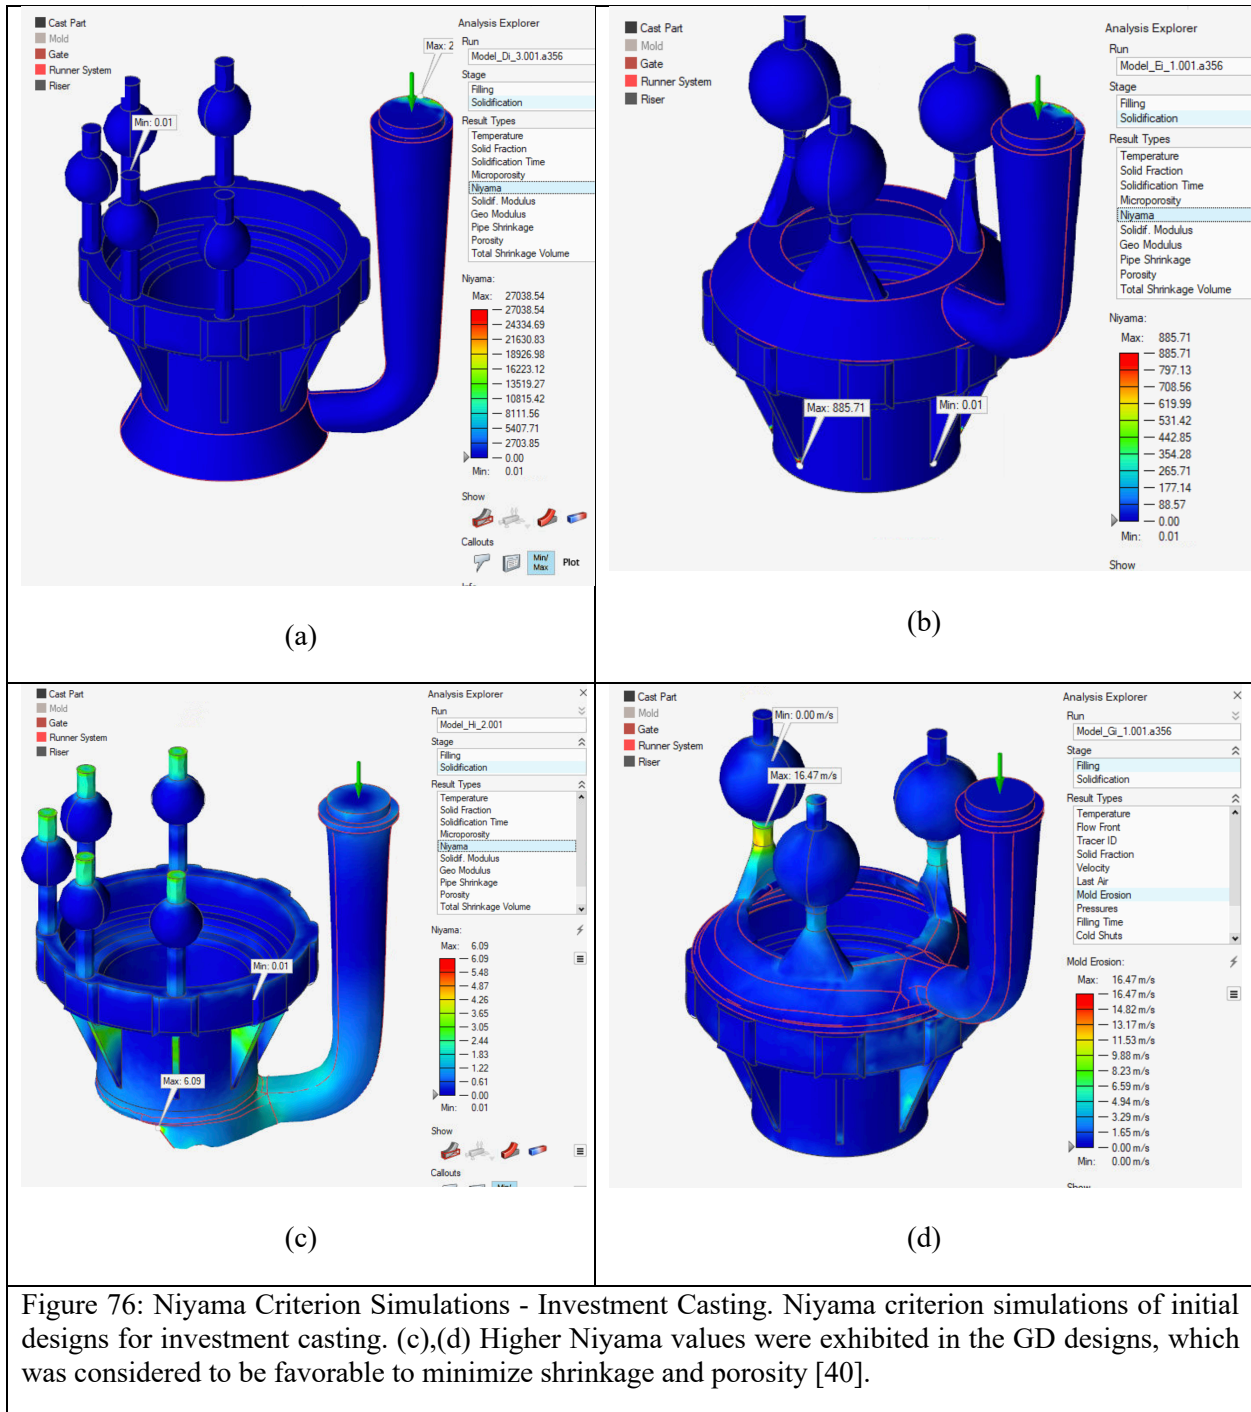 Cast Part
Mold
Gate
Runner System
Riser
Min: 0.01
Max: 2
Analysis Explorer
Run
Model_Di_3.001.a356
Stage
Filling
Solidification
Result Types
Temperature
Solid Fraction
Solidification Time
Microporosity
Niyama
Solidif. Modulus
Geo Modulus
Pipe Shrinkage
Porosity
Total Shrinkage Volume
Niyama:
Max: 27038.54
27038.54
24334.69
21630.83
18926.98
16223.12
13519.27
10815.42
8111.56
5407.71
2703.85
0.00
Min: 0.01
Show
Callouts
Min/
Max
Plot
(a)
Cast Part
Mold
Gate
Runner System
Riser
Max: 885.71
Min: 0.01
Analysis Explorer
Run
Model_Ei_1.001.a356
Stage
Filling
Solidification
Result Types
Temperature
Solid Fraction
Solidification Time
Microporosity
Niyama
Solidif. Modulus
Geo Modulus
Pipe Shrinkage
Porosity
Total Shrinkage Volume
Niyama:
Max: 885.71
885.71
797.13
708.56
619.99
531.42
442.85
354.28
265.71
177.14
88.57
0.00
Min: 0.01
Show
(b)
Cast Part
Mold
Gate
Runner System
Riser
Min: 0.01
Max: 6.09
Analysis Explorer
Run
Model_Hi_2.001
Stage
Filling
Solidification
Result Types
Temperature
Solid Fraction
Solidification Time
Microporosity
Niyama
Solidif. Modulus
Geo Modulus
Pipe Shrinkage
Porosity
Total Shrinkage Volume
Niyama:
Max: 6.09
6.09
5.48
4.87
4.26
3.65
3.05
2.44
1.83
1.22
0.61
0.00
Min: 0.01
Show
Callouts
(c)
Cast Part
Mold
Gate
Runner System
Riser
Min: 0.00 m/s
Max: 16.47 m/s
Analysis Explorer
Run
Model_Gi_1.001.a356
Stage
Filling
Solidification
Result Types
Temperature
Flow Front
Tracer ID
Solid Fraction
Velocity
Last Air
Mold Erosion
Pressures
Filling Time
Cold Shuts
Mold Erosion:
Max: 16.47 m/s
16.47 m/s
14.82 m/s
13.17 m/s
11.53 m/s
9.88 m/s
8.23 m/s
6.59 m/s
4.94 m/s
3.29 m/s
1.65 m/s
0.00 m/s
Min: 0.00 m/s
(d)
Figure 76: Niyama Criterion Simulations - Investment Casting. Niyama criterion simulations of initial
designs for investment casting. (c),(d) Higher Niyama values were exhibited in the GD designs, which
was considered to be favorable to minimize shrinkage and porosity [40].